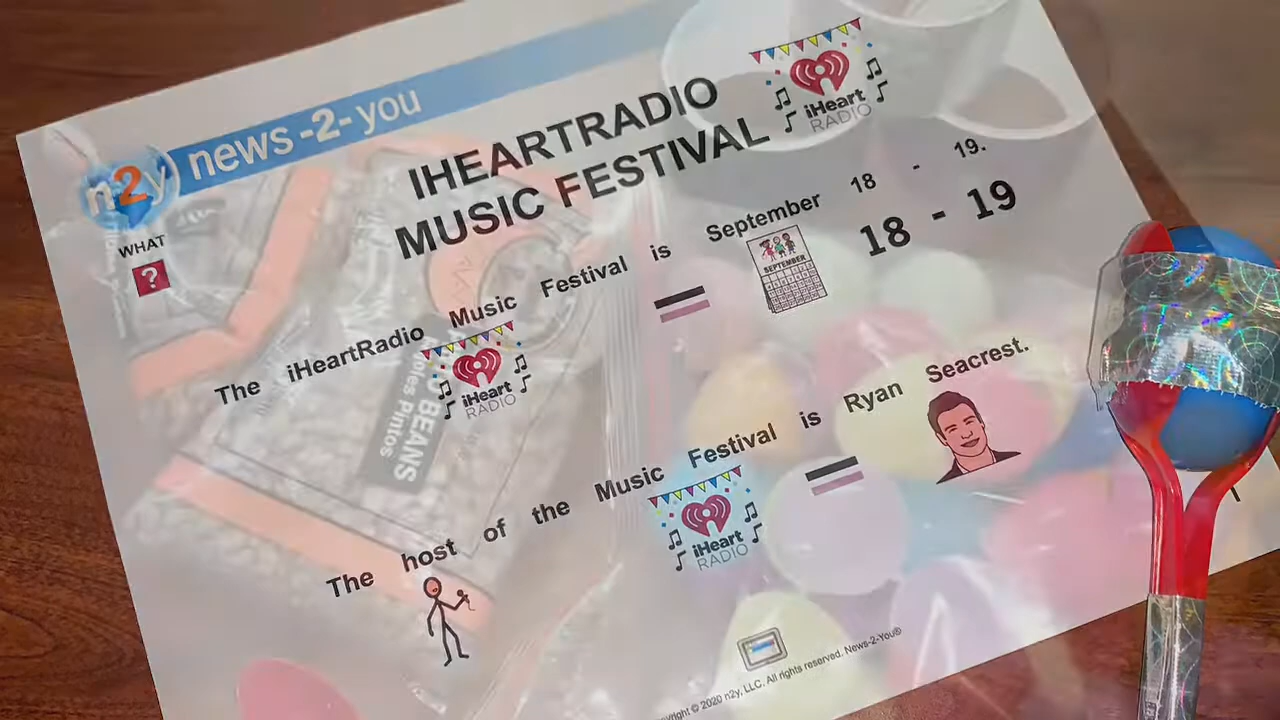 n2y news-2-you
IHEARTRADIO
MUSIC FESTIVAL
iHeart
RADIO
WHAT
?
The iHeartRadio Music Festival is September 18 - 19.
iHeart
RADIO
SEPTEMBER
18 - 19
The host of the Music Festival is Ryan Seacrest.
iHeart
RADIO
BEANS
Pintos
© 2020 n2y, LLC. All rights reserved. News-2-You®